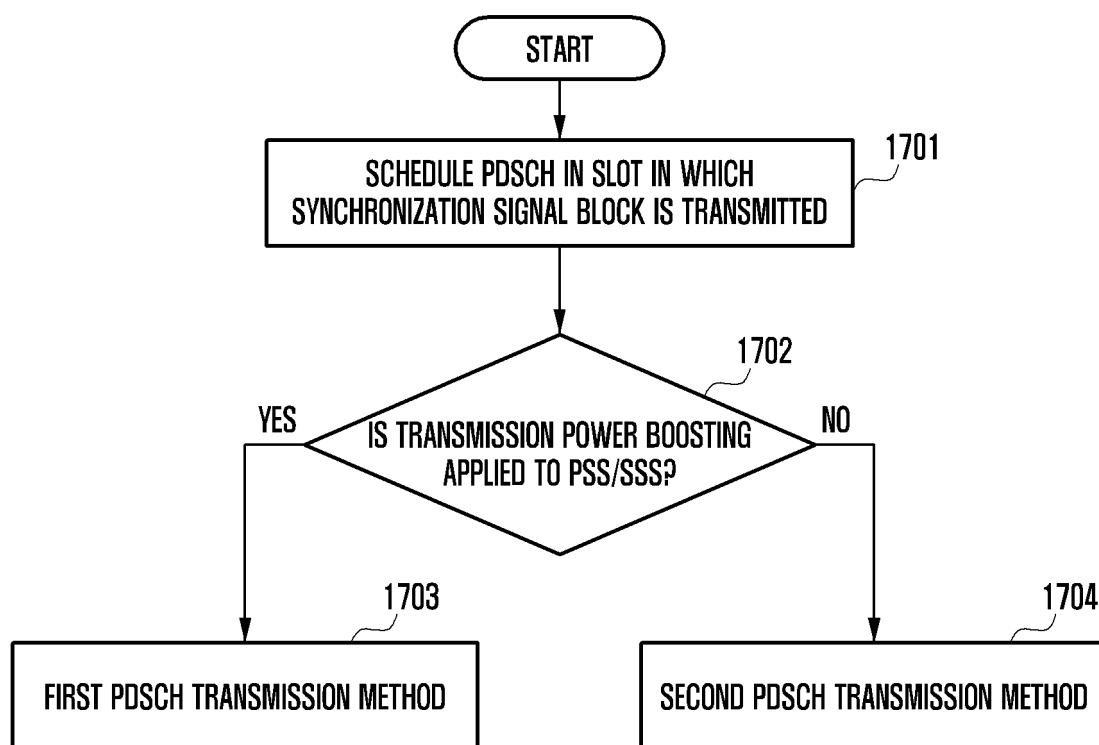 START
1701
SCHEDULE PDSCH IN SLOT IN WHICH
SYNCHRONIZATION SIGNAL BLOCK IS TRANSMITTED
1702
YES
NO
IS TRANSMISSION POWER BOOSTING
APPLIED TO PSS/SSS?
1703
1704
FIRST PDSCH TRANSMISSION METHOD
SECOND PDSCH TRANSMISSION METHOD